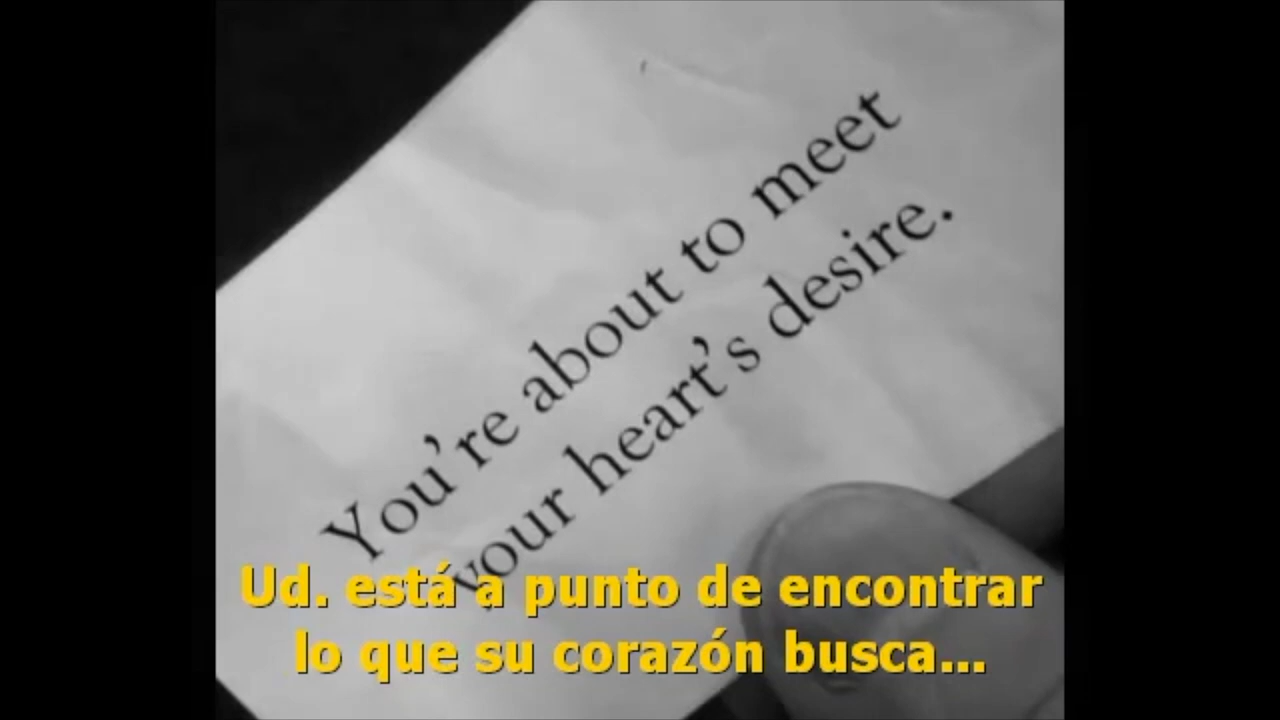 You're about to meet
your heart's desire.
Ud. está a punto de encontrar
lo que su corazón busca...